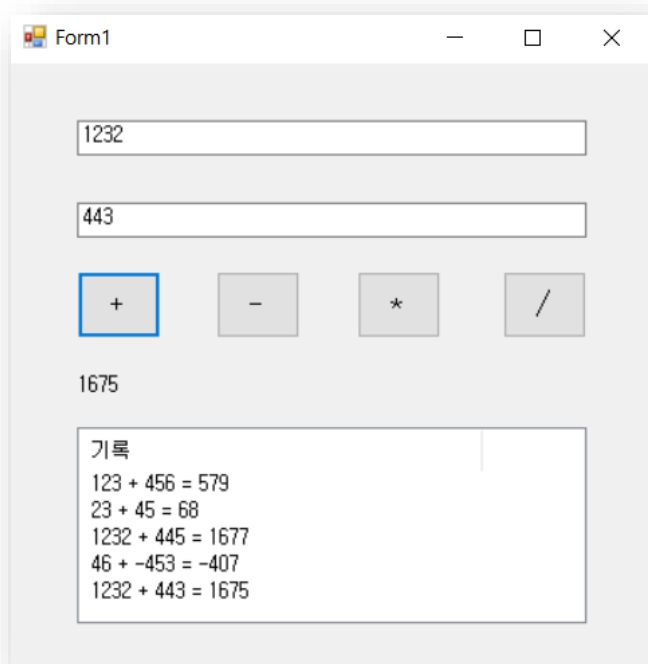 Form1
1232
443
+ - * /
1675
기록
123 + 456 = 579
23 + 45 = 68
1232 + 445 = 1677
46 + -453 = -407
1232 + 443 = 1675